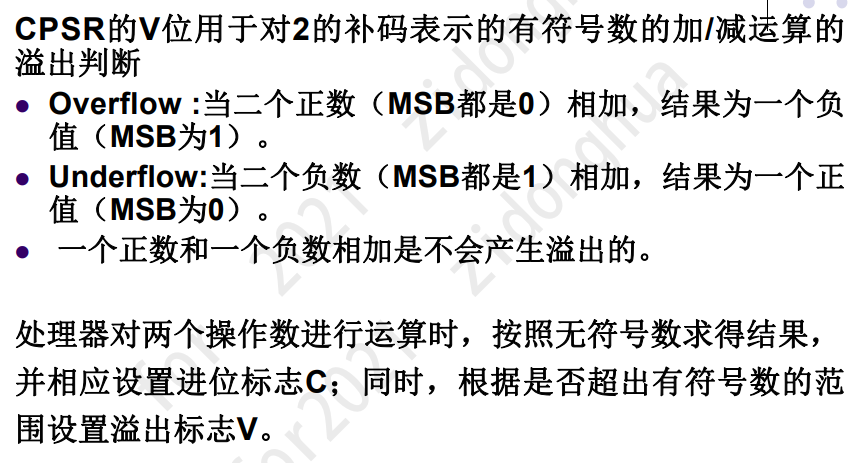 CPSR的V位用于对2的补码表示的有符号数的加/减运算的
溢出判断
● Overflow :当二个正数（MSB都是0）相加，结果为一个负
值（MSB为1）。
● Underflow:当二个负数（MSB都是1）相加，结果为一个正
值（MSB为0）。
● 一个正数和一个负数相加是不会产生溢出的。
处理器对两个操作数进行运算时，按照无符号数求得结果，
并相应设置进位标志C；同时，根据是否超出有符号数的范
围设置溢出标志V。
zidonghua
2021
zidonghua
for
for2021